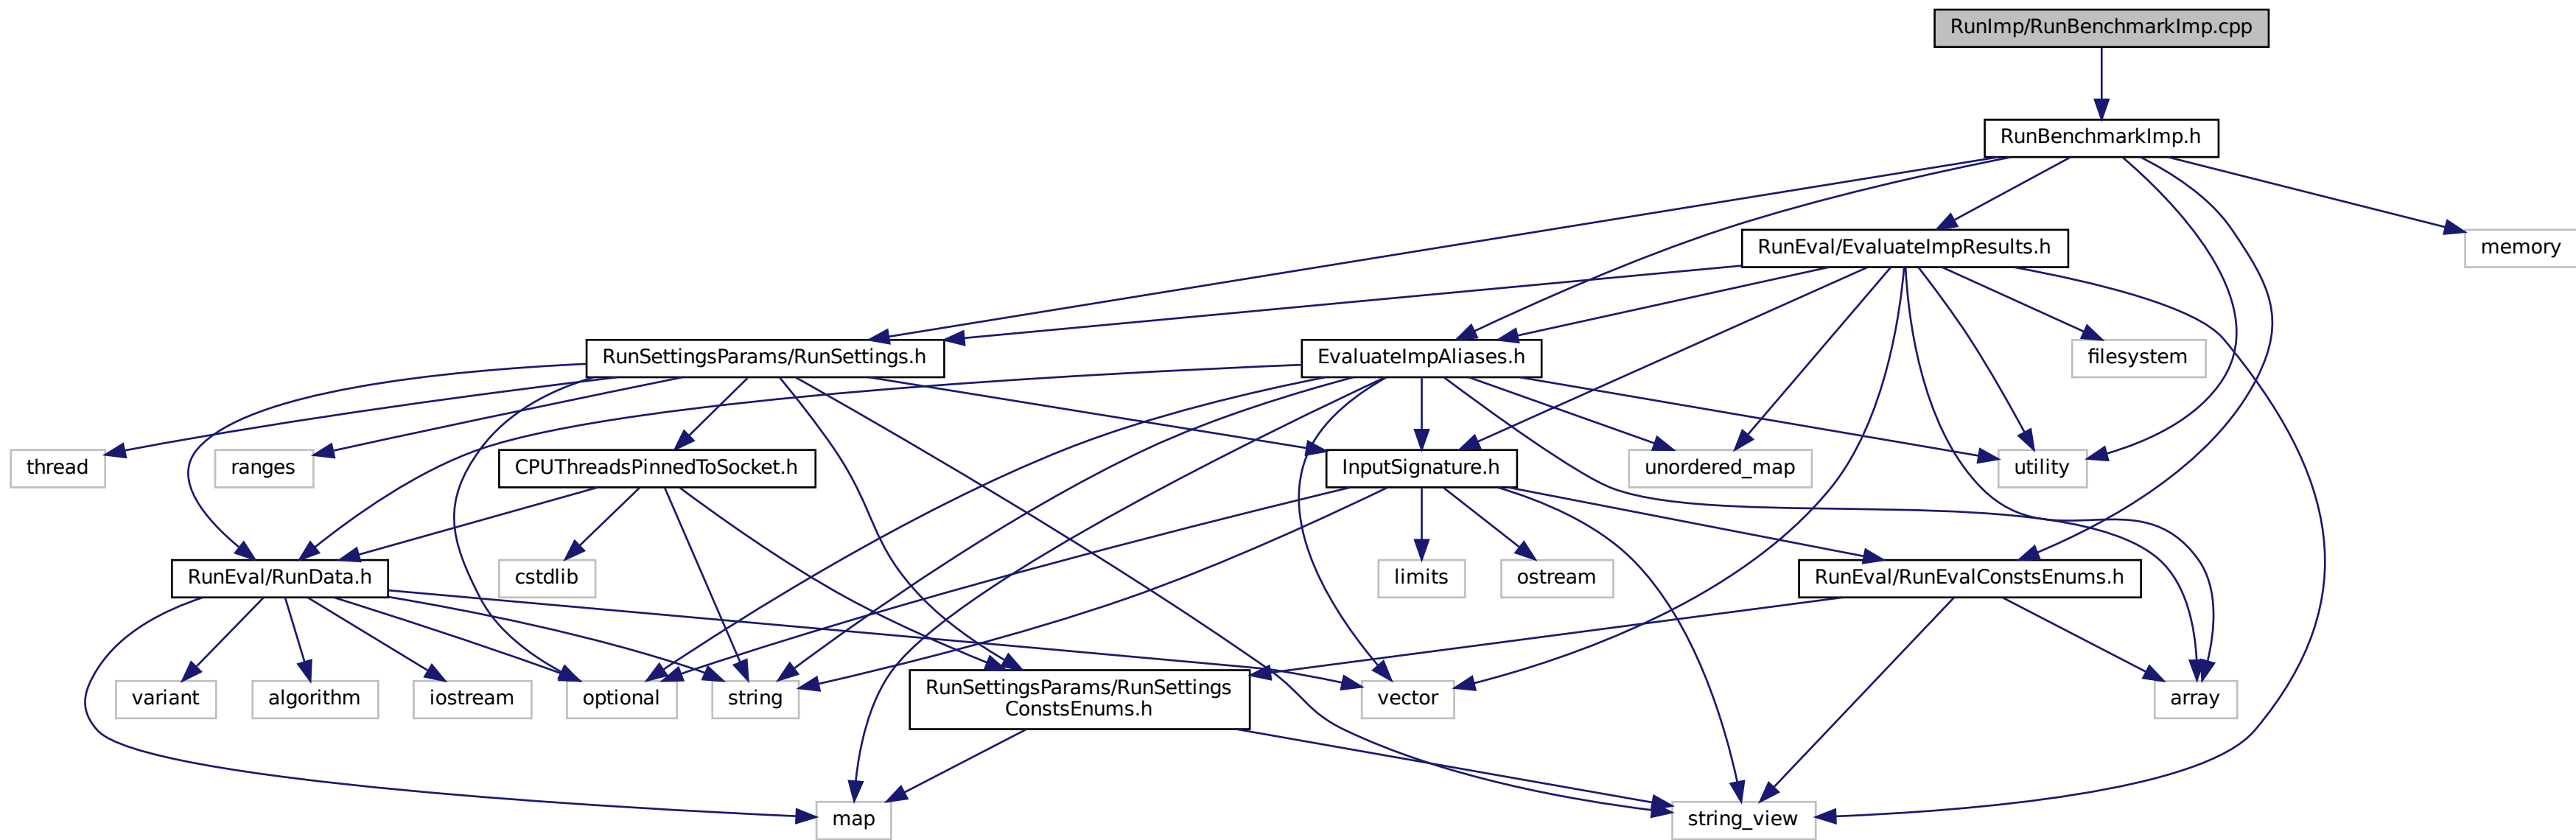 RunImp/RunBenchmarkImp.cpp
RunBenchmarkImp.h
RunEval/EvaluateImpResults.h
memory
RunSettingsParams/RunSettings.h
EvaluateImpAliases.h
filesystem
thread
ranges
CPUThreadsPinnedToSocket.h
InputSignature.h
unordered_map
utility
RunEval/RunData.h
cstdlib
limits
ostream
RunEval/RunEvalConstsEnums.h
variant
algorithm
iostream
optional
string
RunSettingsParams/RunSettings
ConstsEnums.h
vector
array
map
string_view